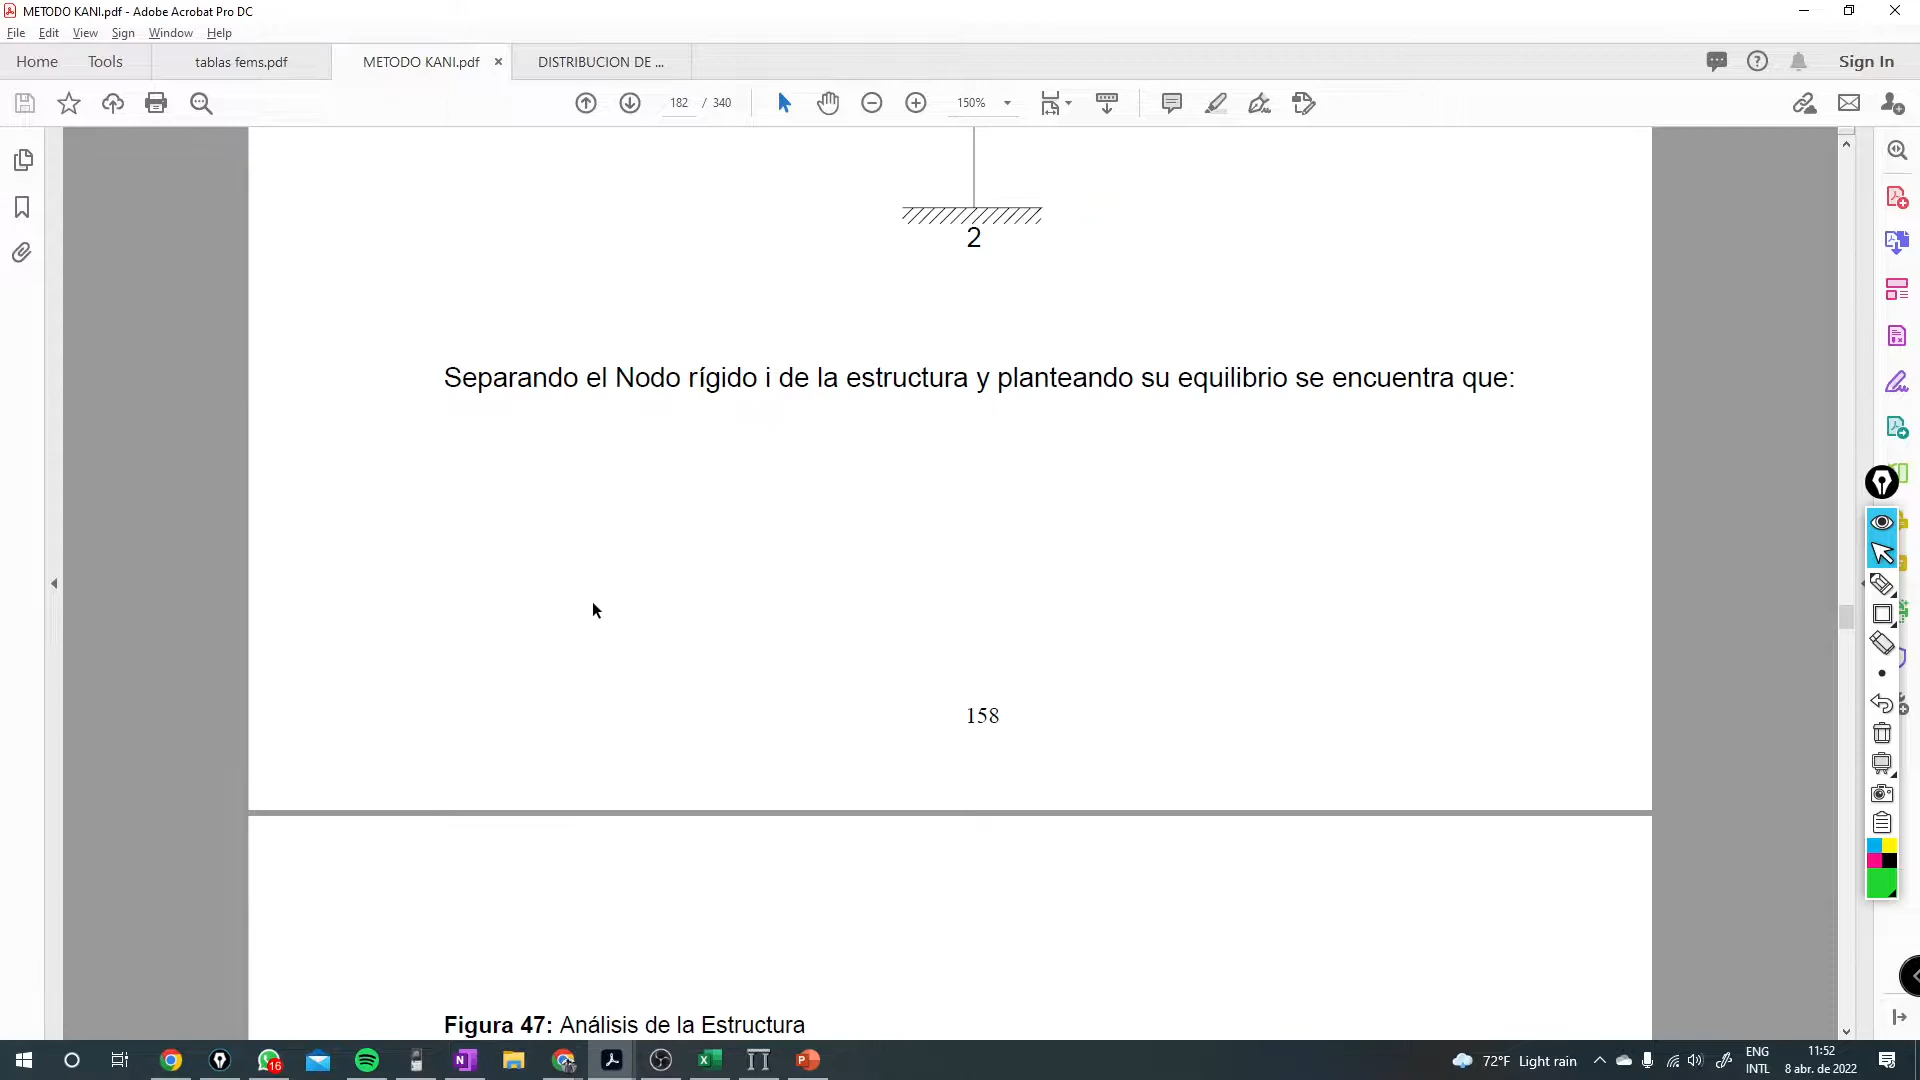 METODO KANI.pdf - Adobe Acrobat Pro DC
File Edit View Sign Window Help
Home Tools tablas fems.pdf METODO KANI.pdf × DISTRIBUCION DE ... Sign In
182 / 340 150%
2
Separando el Nodo rígido i de la estructura y planteando su equilibrio se encuentra que:
158
Figura 47: Análisis de la Estructura
16
72°F Light rain
ENG
INTL
11:52
8 abr. de 2022